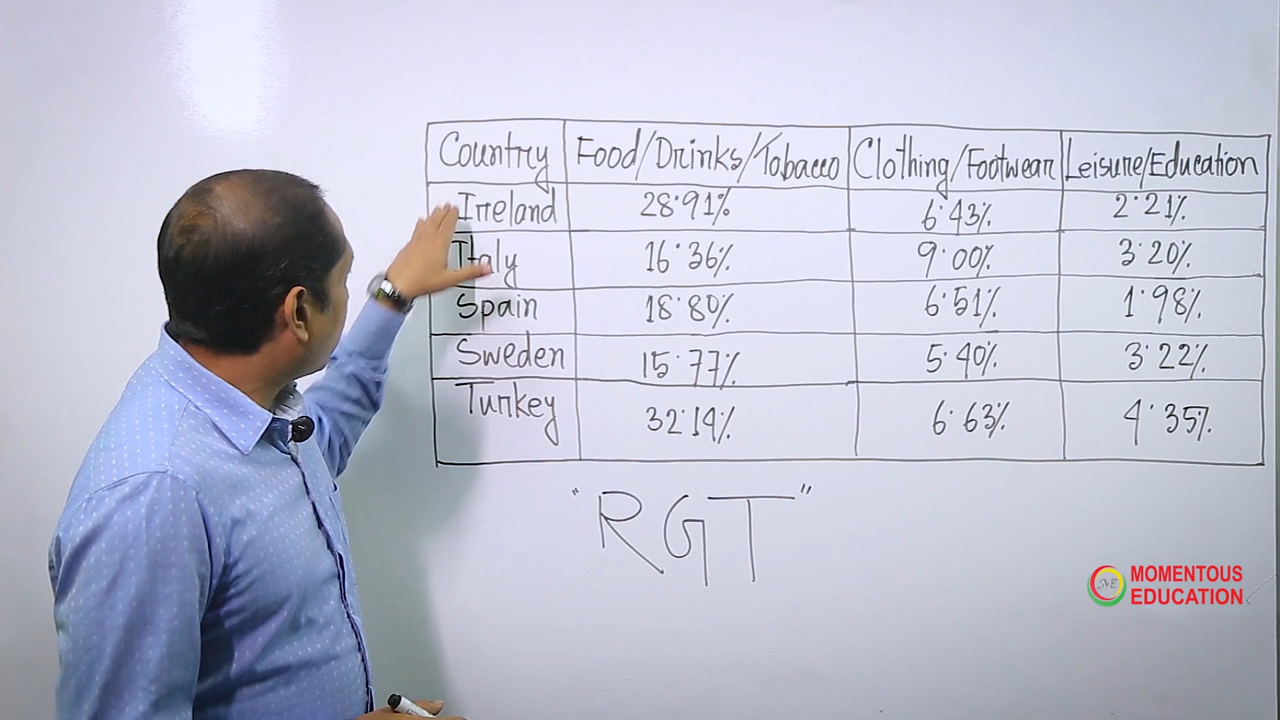 Country Food/Drinks/Tobacco Clothing/Footwear Leisure/Education
Ireland 28.91% 6.43% 2.21%
Italy 16.36% 9.00% 3.20%
Spain 18.80% 6.51% 1.98%
Sweden 15.77% 5.40% 3.22%
Turkey 32.14% 6.63% 4.35%
"RGT"
NE
MOMENTOUS
EDUCATION